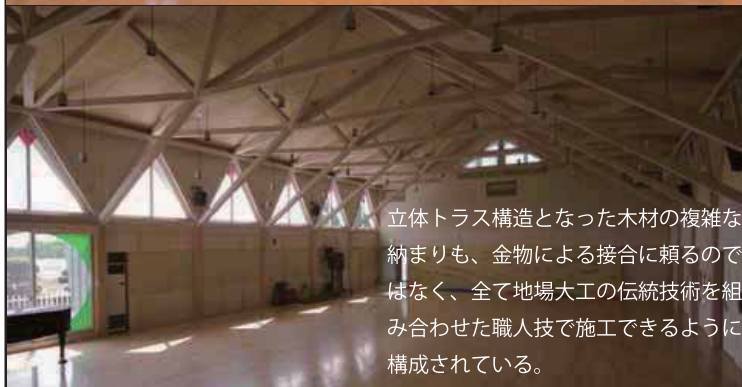 立体トラス構造となった木材の複雑な
納まりも、金物による接合に頼るので
はなく、全て地場大工の伝統技術を組
み合わせた職人技で施工できるように
構成されている。